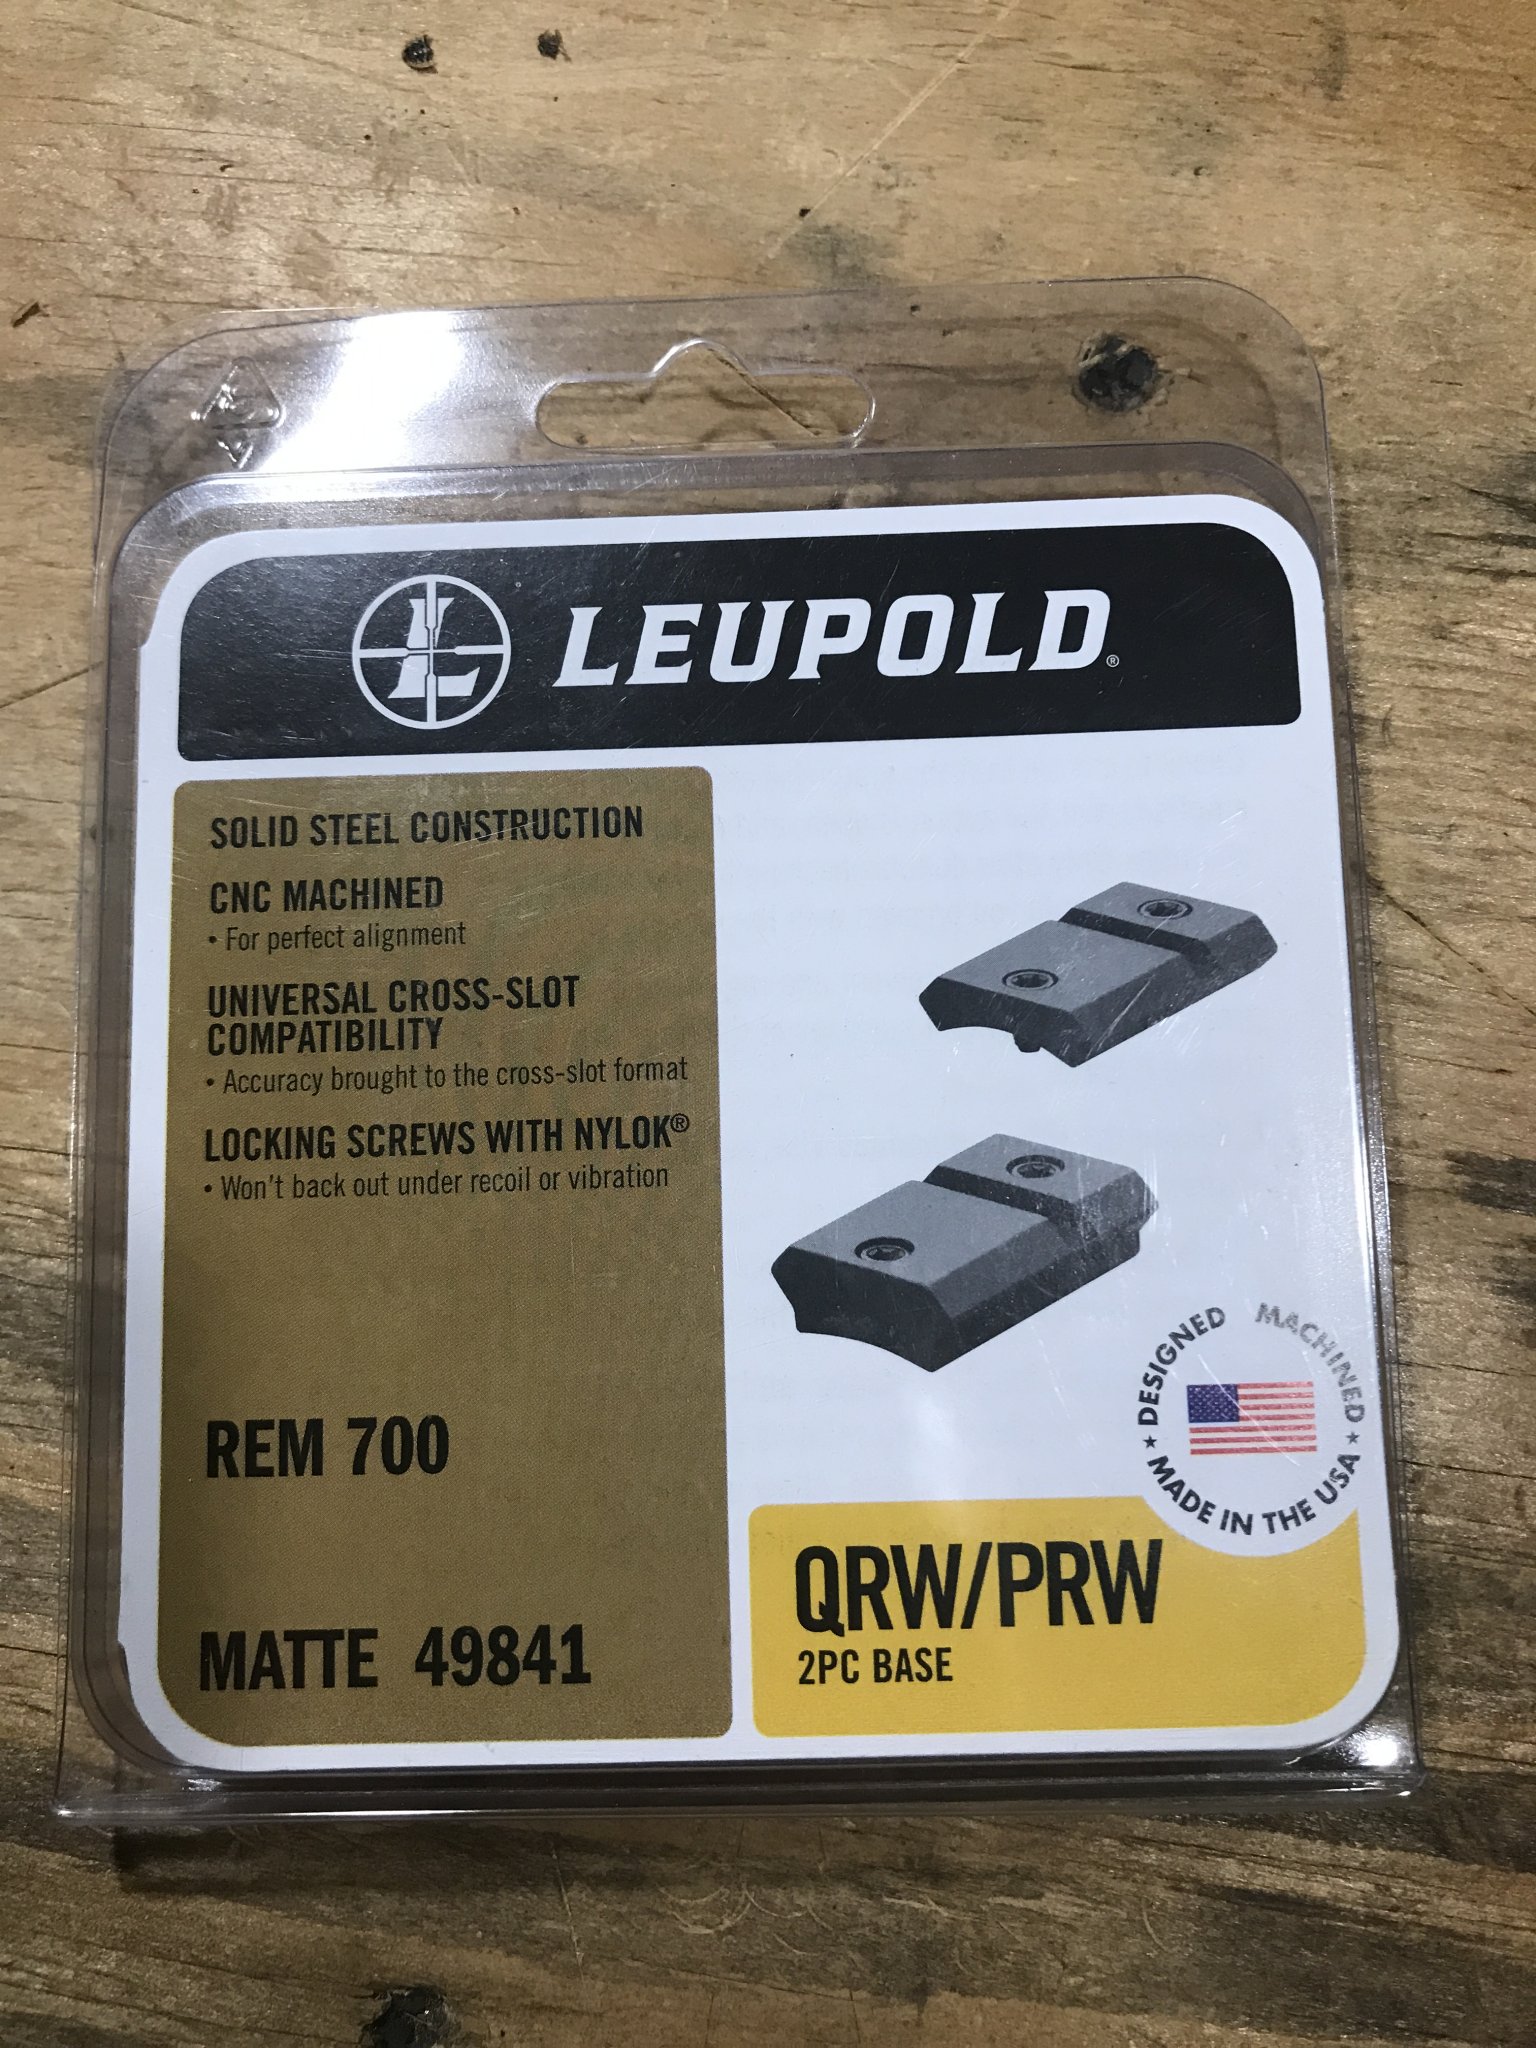 LEUPOLD®
SOLID STEEL CONSTRUCTION
CNC MACHINED
• For perfect alignment
UNIVERSAL CROSS-SLOT
COMPATIBILITY
• Accuracy brought to the cross-slot format
LOCKING SCREWS WITH NYLOK®
• Won't back out under recoil or vibration
REM 700
MATTE 49841
DESIGNED
MACHINED
★ MADE IN THE USA ★
QRW/PRW
2PC BASE